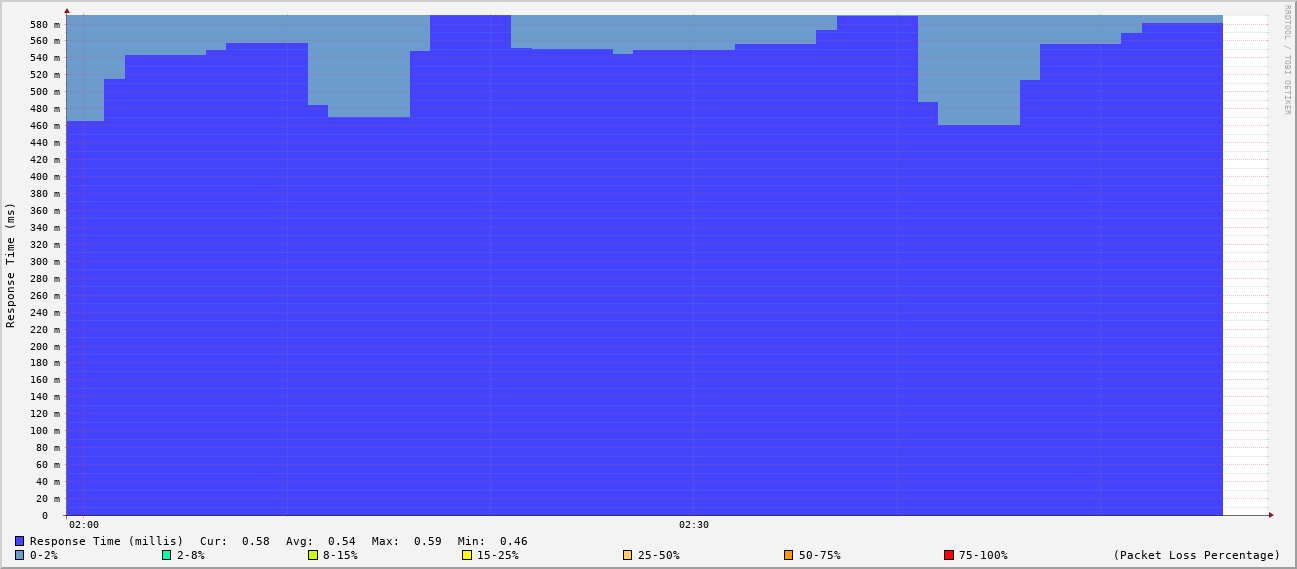 RRDTOOL / TOBI OETIKER
Response Time (ms)
580 m
560 m
540 m
520 m
500 m
480 m
460 m
440 m
420 m
400 m
380 m
360 m
340 m
320 m
300 m
280 m
260 m
240 m
220 m
200 m
180 m
160 m
140 m
120 m
100 m
80 m
60 m
40 m
20 m
0
02:00 02:30
Response Time (millis) Cur: 0.58 Avg: 0.54 Max: 0.59 Min: 0.46
0-2% 2-8% 8-15% 15-25% 25-50% 50-75% 75-100% (Packet Loss Percentage)